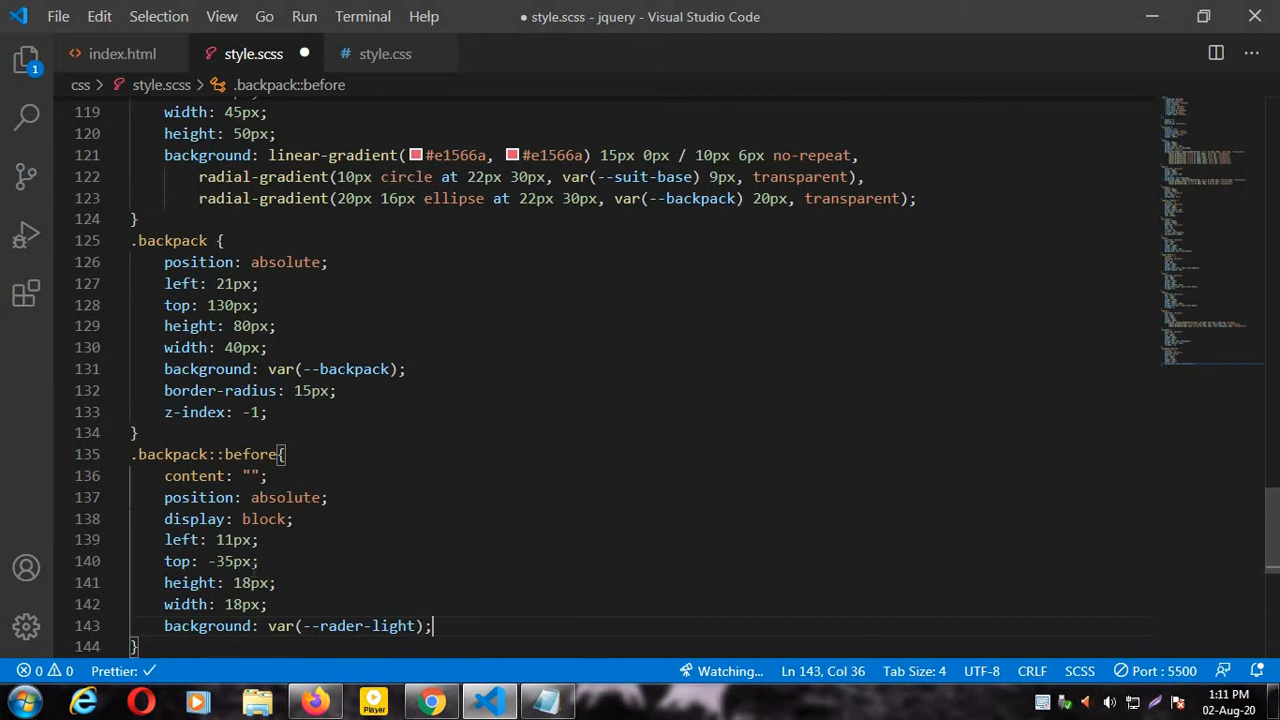 File Edit Selection View Go Run Terminal Help ● style.scss - jquery - Visual Studio Code
1
<> index.html style.scss ● # style.css
css > style.scss > .backpack::before
119 width: 45px;
120 height: 50px;
121 background: linear-gradient(#e1566a, #e1566a) 15px 0px / 10px 6px no-repeat,
122 radial-gradient(10px circle at 22px 30px, var(--suit-base) 9px, transparent),
123 radial-gradient(20px 16px ellipse at 22px 30px, var(--backpack) 20px, transparent);
124 }
125 .backpack {
126 position: absolute;
127 left: 21px;
128 top: 130px;
129 height: 80px;
130 width: 40px;
131 background: var(--backpack);
132 border-radius: 15px;
133 z-index: -1;
134 }
135 .backpack::before{
136 content: "";
137 position: absolute;
138 display: block;
139 left: 11px;
140 top: -35px;
141 height: 18px;
142 width: 18px;
143 background: var(--rader-light);
144 }
0 0 Prettier: ✓ Watching... Ln 143, Col 36 Tab Size: 4 UTF-8 CRLF SCSS Port : 5500
Player
1:11 PM
02-Aug-20